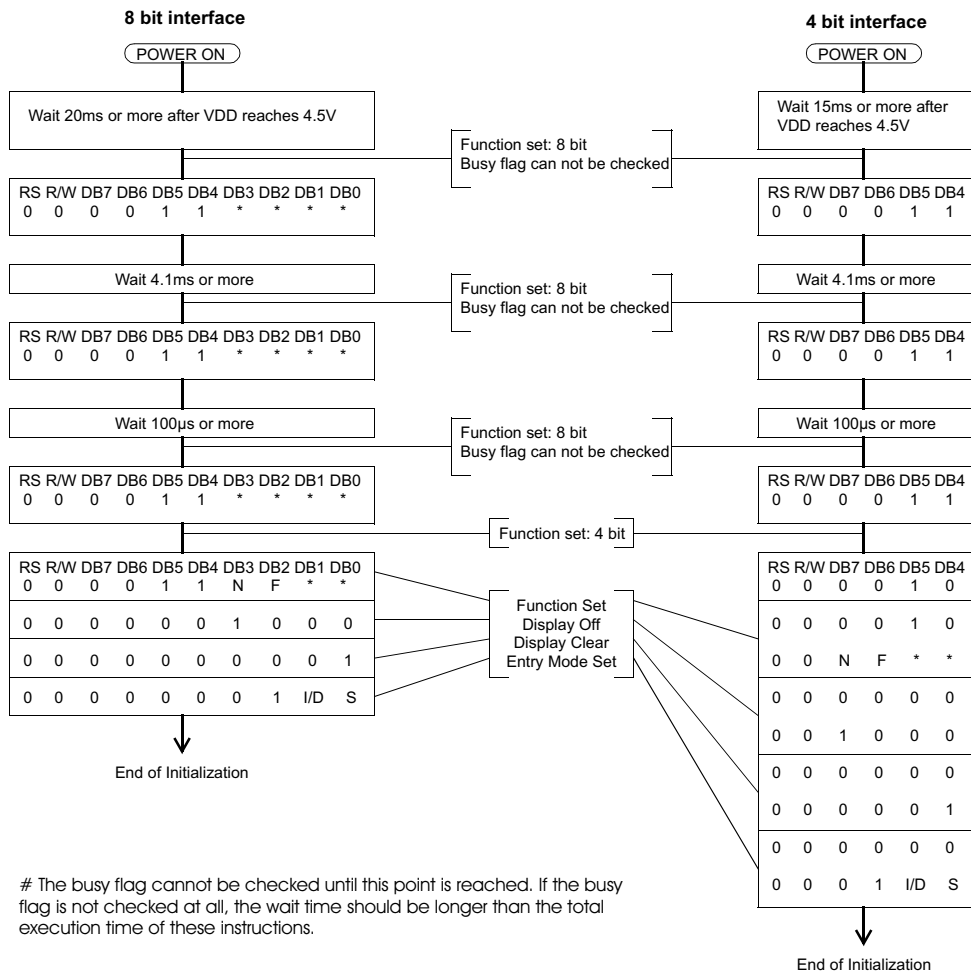 8 bit interface
POWER ON
Wait 20ms or more after VDD reaches 4.5V
RS R/W DB7 DB6 DB5 DB4 DB3 DB2 DB1 DB0
0 0 0 0 1 1 * * * *
Wait 4.1ms or more
RS R/W DB7 DB6 DB5 DB4 DB3 DB2 DB1 DB0
0 0 0 0 1 1 * * * *
Wait 100µs or more
RS R/W DB7 DB6 DB5 DB4 DB3 DB2 DB1 DB0
0 0 0 0 1 1 * * * *
RS R/W DB7 DB6 DB5 DB4 DB3 DB2 DB1 DB0
0 0 0 0 1 1 N F * *
0 0 0 0 0 0 1 0 0 0
0 0 0 0 0 0 0 0 0 1
0 0 0 0 0 0 0 1 I/D S
End of Initialization
Function set: 8 bit
Busy flag can not be checked
Function set: 8 bit
Busy flag can not be checked
Function set: 8 bit
Busy flag can not be checked
Function set: 4 bit
Function Set
Display Off
Display Clear
Entry Mode Set
4 bit interface
POWER ON
Wait 15ms or more after
VDD reaches 4.5V
RS R/W DB7 DB6 DB5 DB4
0 0 0 0 1 1
Wait 4.1ms or more
RS R/W DB7 DB6 DB5 DB4
0 0 0 0 1 1
Wait 100µs or more
RS R/W DB7 DB6 DB5 DB4
0 0 0 0 1 1
RS R/W DB7 DB6 DB5 DB4
0 0 0 0 1 0
0 0 0 0 1 0
0 0 N F * *
0 0 0 0 0 0
0 0 1 0 0 0
0 0 0 0 0 0
0 0 0 0 0 1
0 0 0 0 0 0
0 0 0 1 I/D S
End of Initialization
# The busy flag cannot be checked until this point is reached. If the busy
flag is not checked at all, the wait time should be longer than the total
execution time of these instructions.